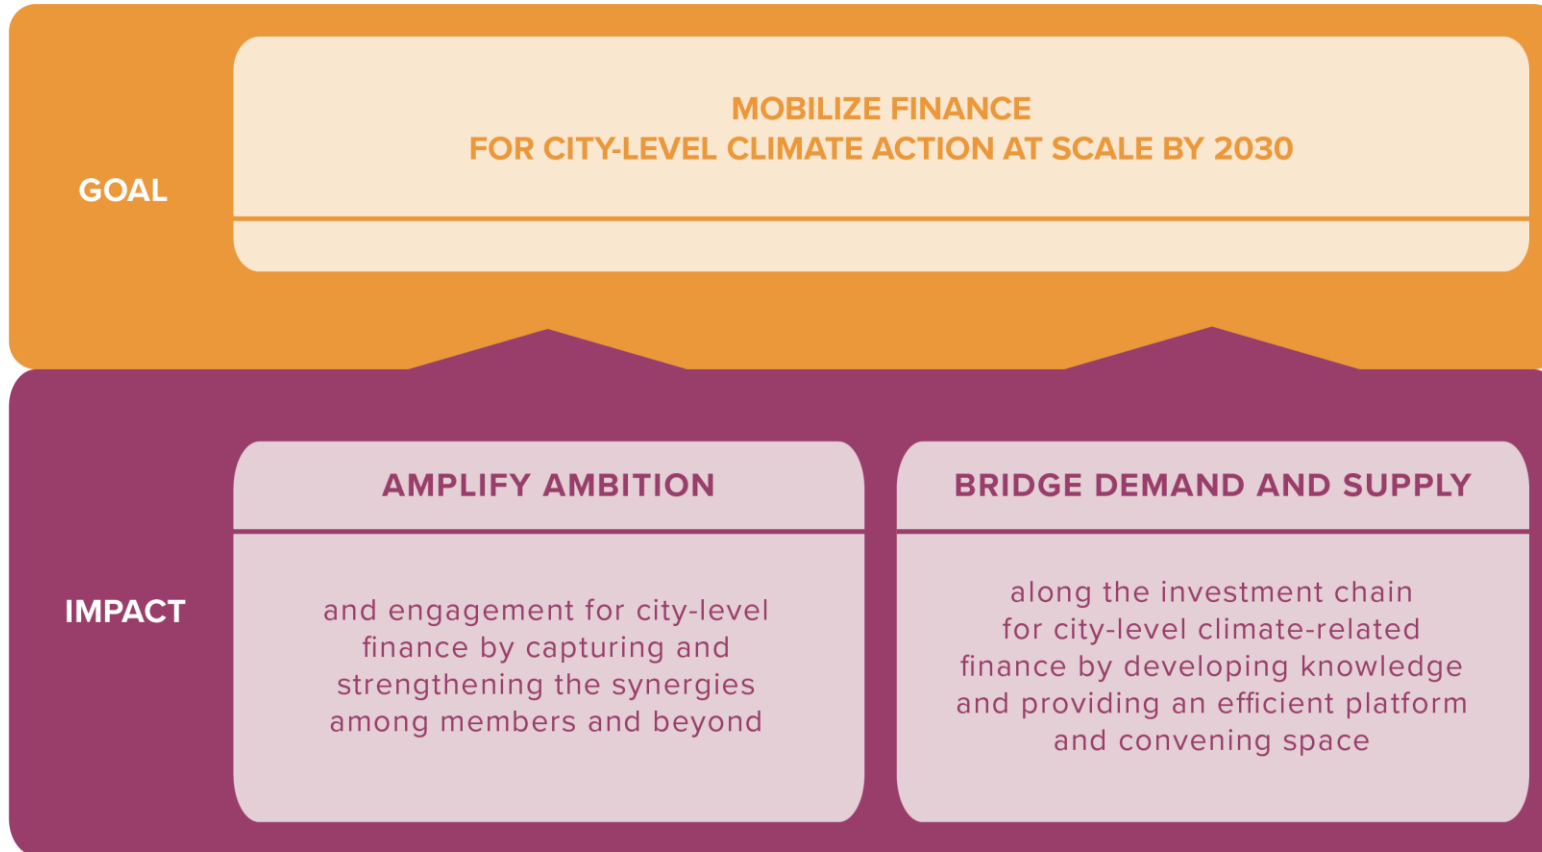 GOAL
MOBILIZE FINANCE
FOR CITY-LEVEL CLIMATE ACTION AT SCALE BY 2030
IMPACT
AMPLIFY AMBITION
and engagement for city-level
finance by capturing and
strengthening the synergies
among members and beyond
BRIDGE DEMAND AND SUPPLY
along the investment chain
for city-level climate-related
finance by developing knowledge
and providing an efficient platform
and convening space